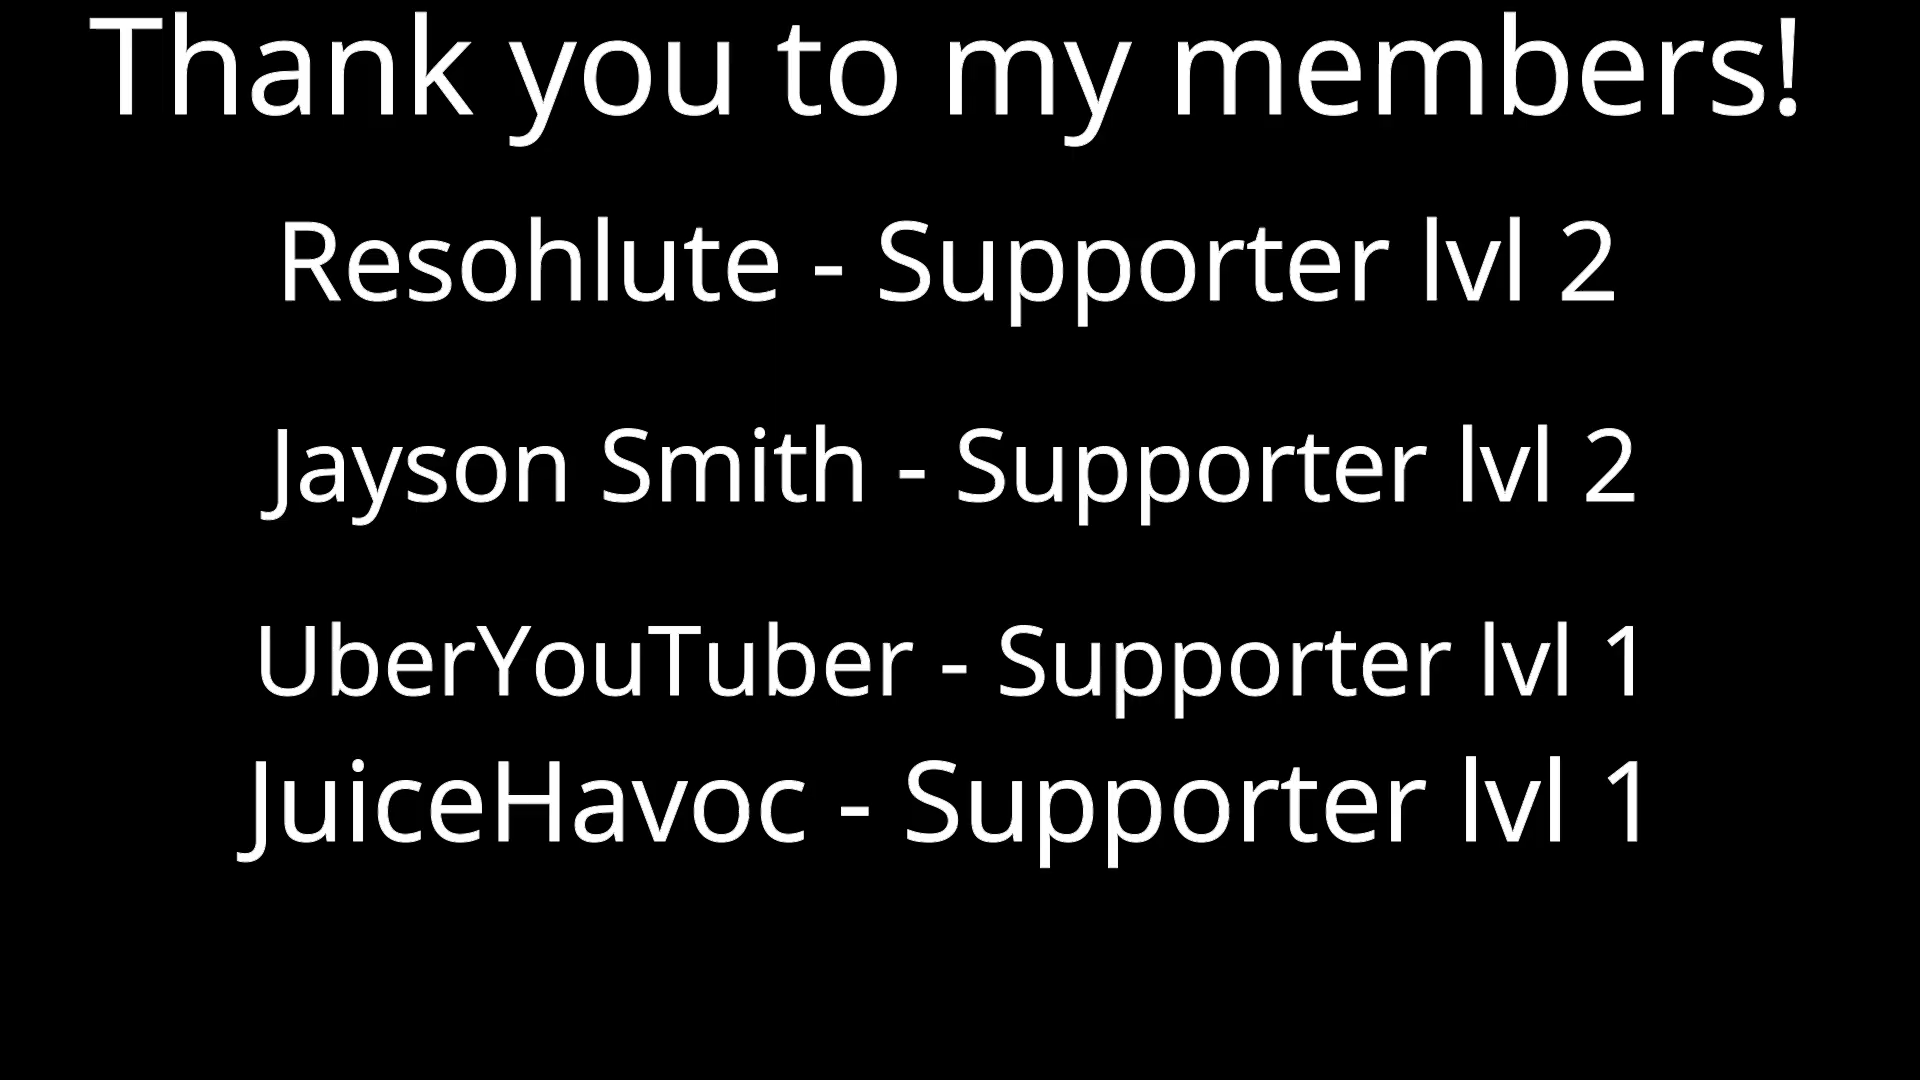 Thank you to my members!
Resohlute - Supporter lvl 2
Jayson Smith - Supporter lvl 2
UberYouTuber - Supporter lvl 1
JuiceHavoc - Supporter lvl 1